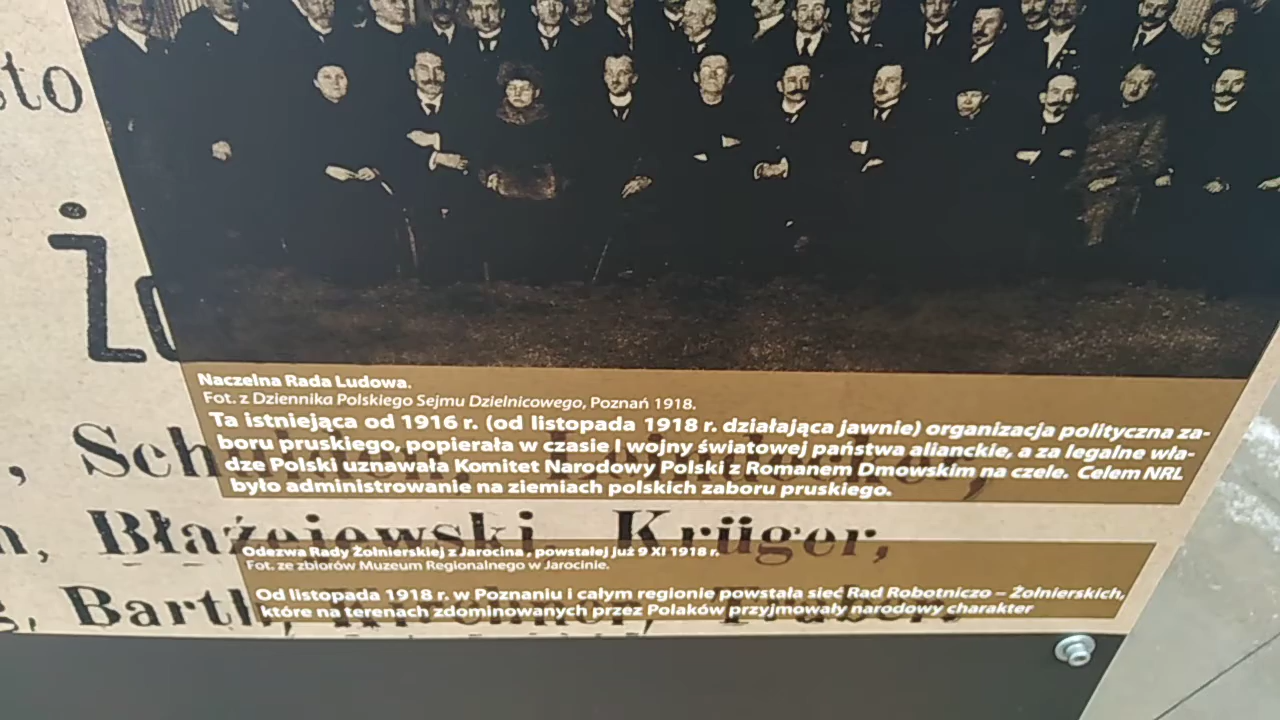 sto
Żo
Naczelna Rada Ludowa.
Fot. z Dziennika Polskiego Sejmu Dzielnicowego, Poznań 1918.
Ta istniejąca od 1916 r. (od listopada 1918 r. działająca jawnie) organizacja polityczna za-
boru pruskiego, popierała w czasie I wojny światowej państwa alianckie, a za legalne wła-
dze Polski uznawała Komitet Narodowy Polski z Romanem Dmowskim na czele. Celem NRL
było administrowanie na ziemiach polskich zaboru pruskiego.
Błażejewski, Krüger,
Odezwa Rady Żołnierskiej z Jarocina , powstałej już 9 XI 1918 r.
Fot. ze zbiorów Muzeum Regionalnego w Jarocinie.
Od listopada 1918 r. w Poznaniu i całym regionie powstała sieć Rad Robotniczo – Żołnierskich,
które na terenach zdominowanych przez Polaków przyjmowały narodowy charakter